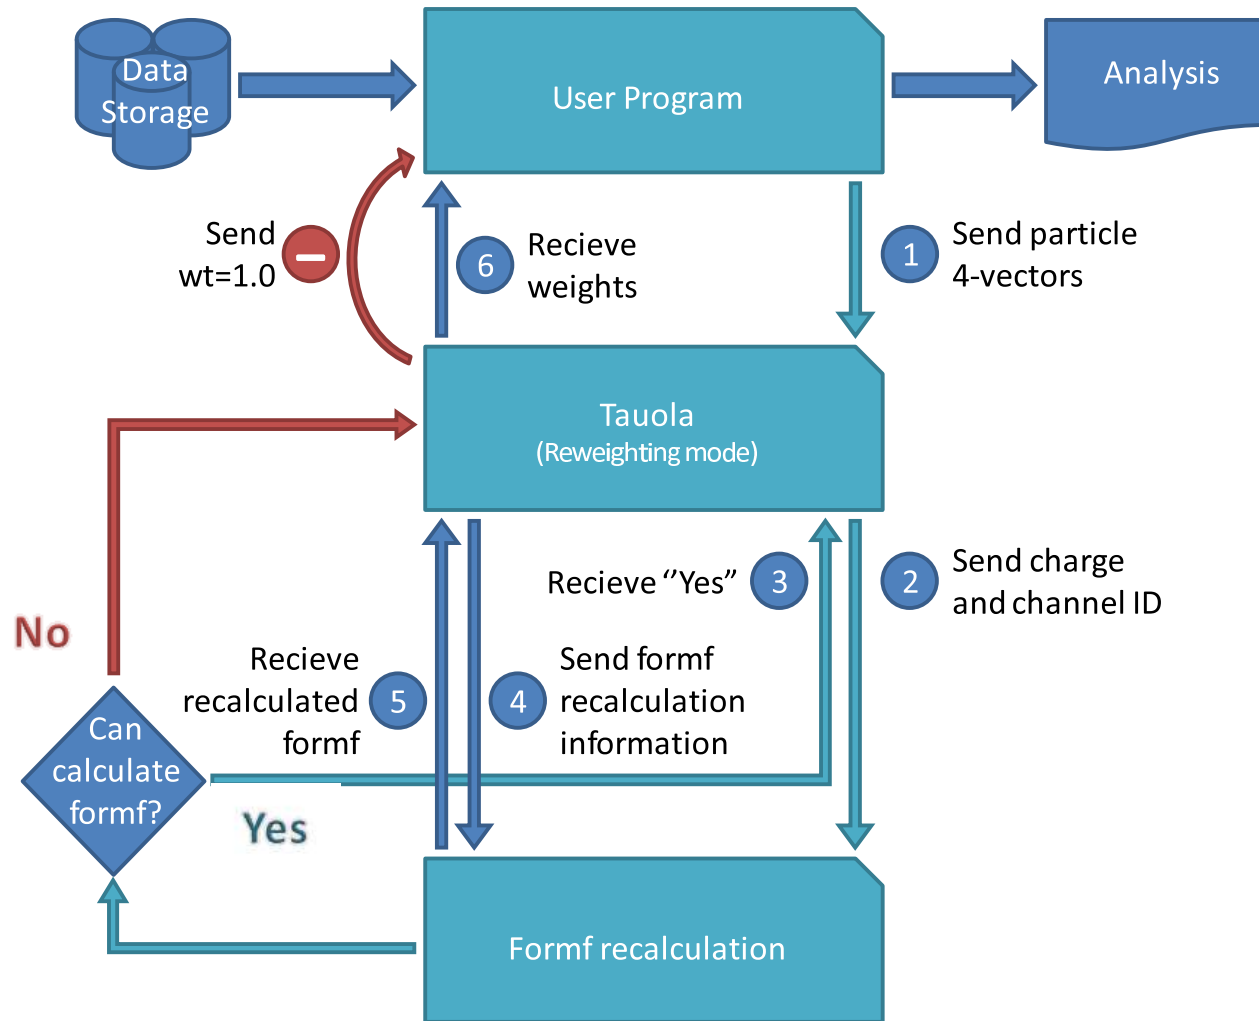 Data
Storage
User Program
Analysis
Send
wt=1.0
6
Recieve
weights
1
Send particle
4-vectors
Tauola
(Reweighting mode)
Recieve ‘’Yes”
3
2
Send charge
and channel ID
No
Recieve
recalculated
formf
5
4
Send formf
recalculation
information
Can
calculate
formf?
Yes
Formf recalculation